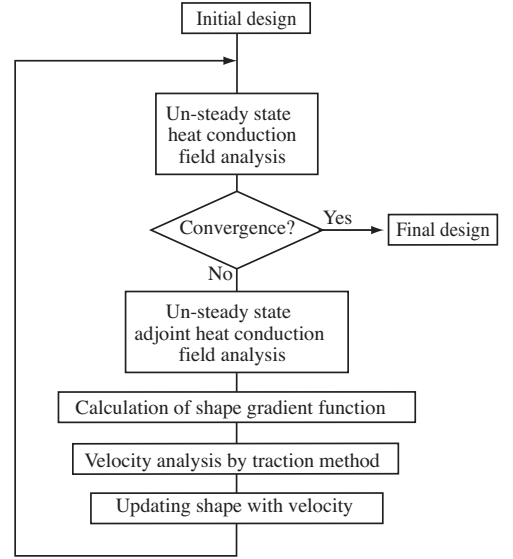 Initial design
Un-steady state
heat conduction
field analysis
Convergence?
Yes
Final design
No
Un-steady state
adjoint heat conduction
field analysis
Calculation of shape gradient function
Velocity analysis by traction method
Updating shape with velocity